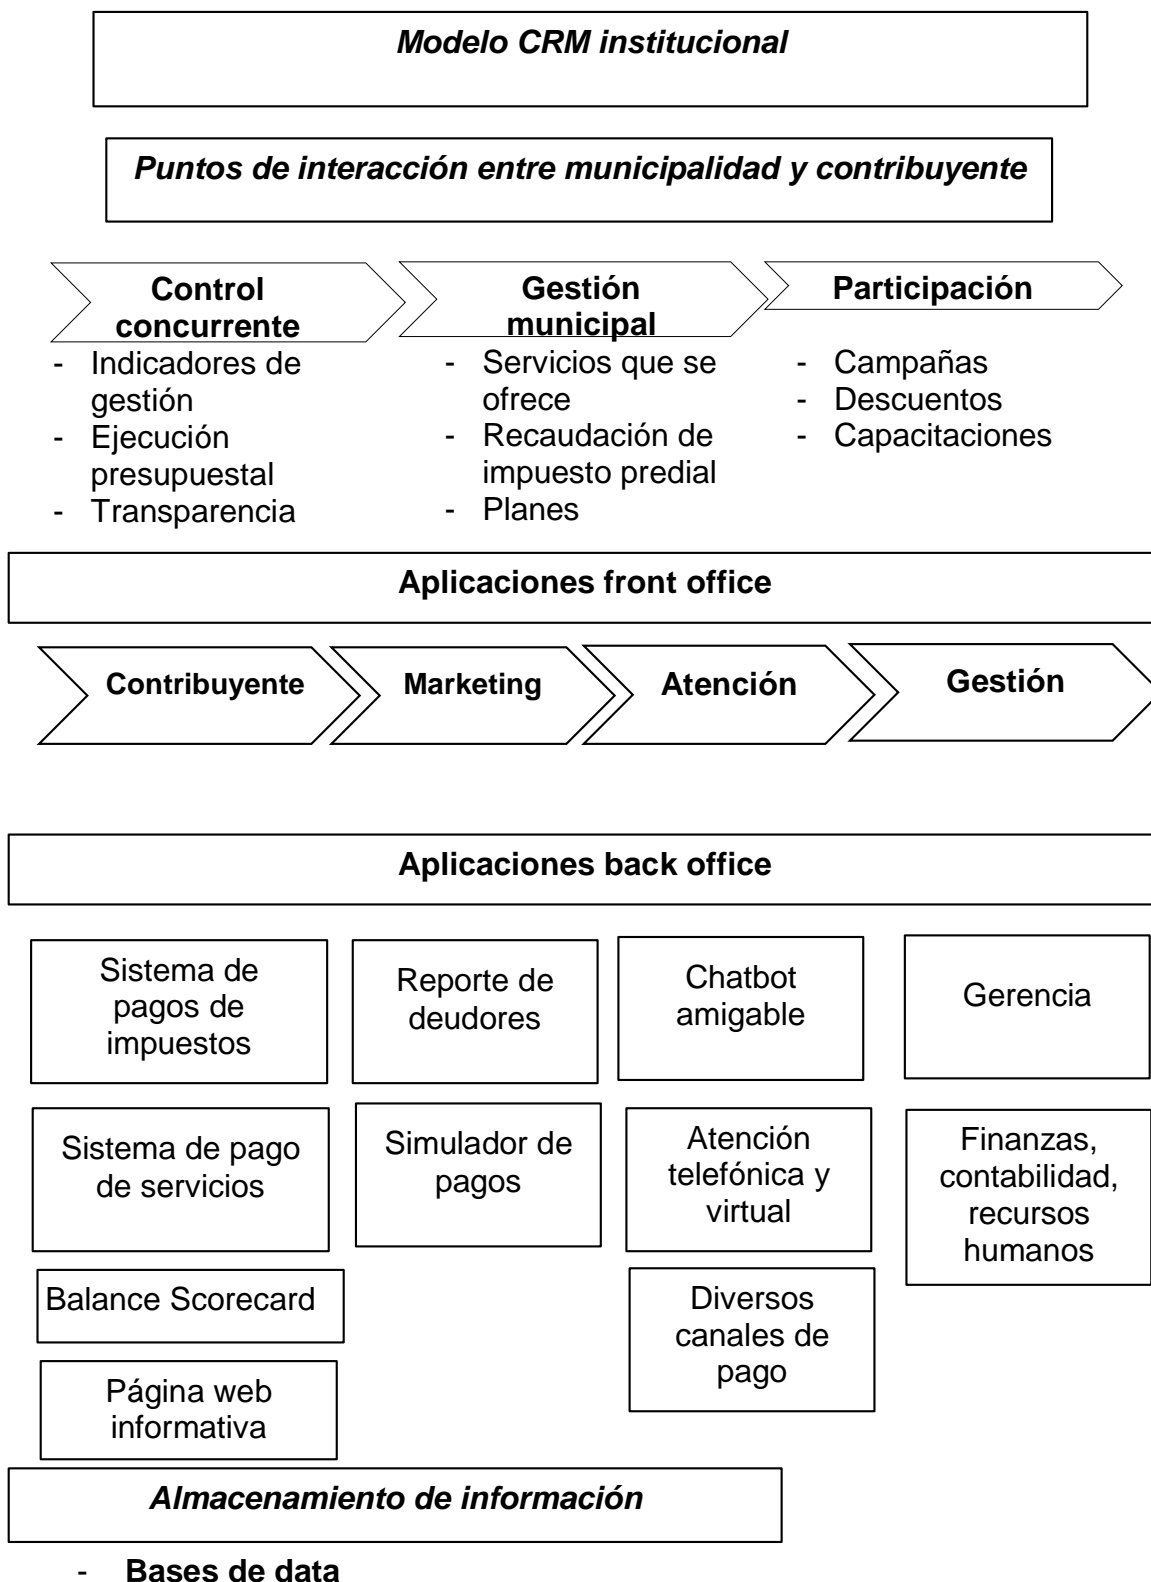 Modelo CRM institucional
Puntos de interacción entre municipalidad y contribuyente
Control
concurrente
- Indicadores de
gestión
- Ejecución
presupuestal
- Transparencia
Gestión
municipal
- Servicios que se
ofrece
- Recaudación de
impuesto predial
- Planes
Participación
- Campañas
- Descuentos
- Capacitaciones
Aplicaciones front office
Contribuyente
Marketing
Atención
Gestión
Aplicaciones back office
Sistema de
pagos de
impuestos
Reporte de
deudores
Chatbot
amigable
Gerencia
Sistema de pago
de servicios
Simulador de
pagos
Atención
telefónica y
virtual
Finanzas,
contabilidad,
recursos
humanos
Balance Scorecard
Diversos
canales de
pago
Página web
informativa
Almacenamiento de información
- Bases de data